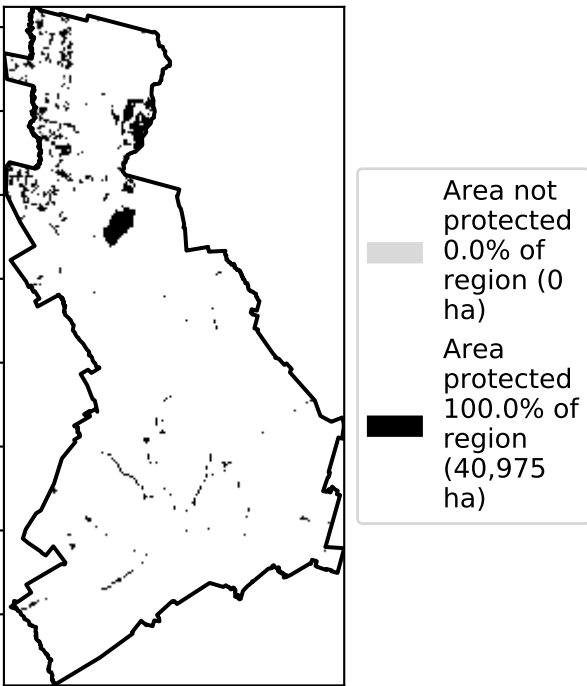 Area not
protected
0.0% of
region (0
ha)
Area
protected
100.0% of
region
(40,975
ha)